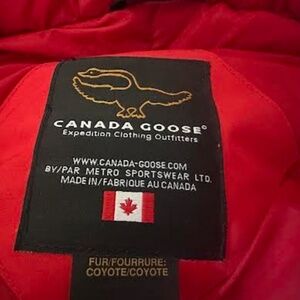 CANADA GOOSE®
Expedition Clothing Outfitters
WWW.CANADA-GOOSE.COM
BY/PAR METRO SPORTSWEAR LTD.
MADE IN/FABRIQUE AU CANADA
FUR/FOURRURE:
COYOTE/COYOTE